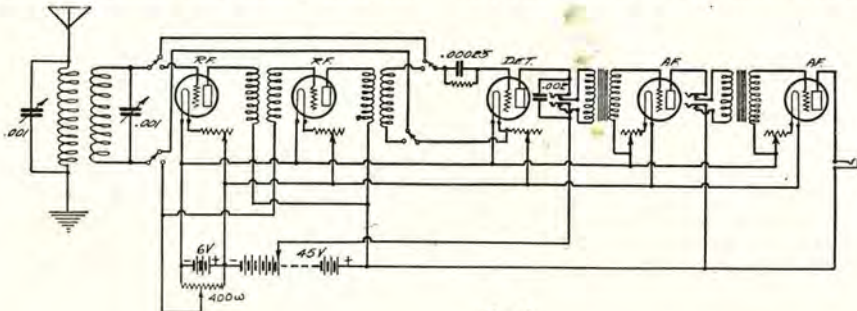 R.F.
R.F.
.00025
DET.
.002
A.F.
A.F.
.001
.001
- 6V +
-
45V
+
400ω